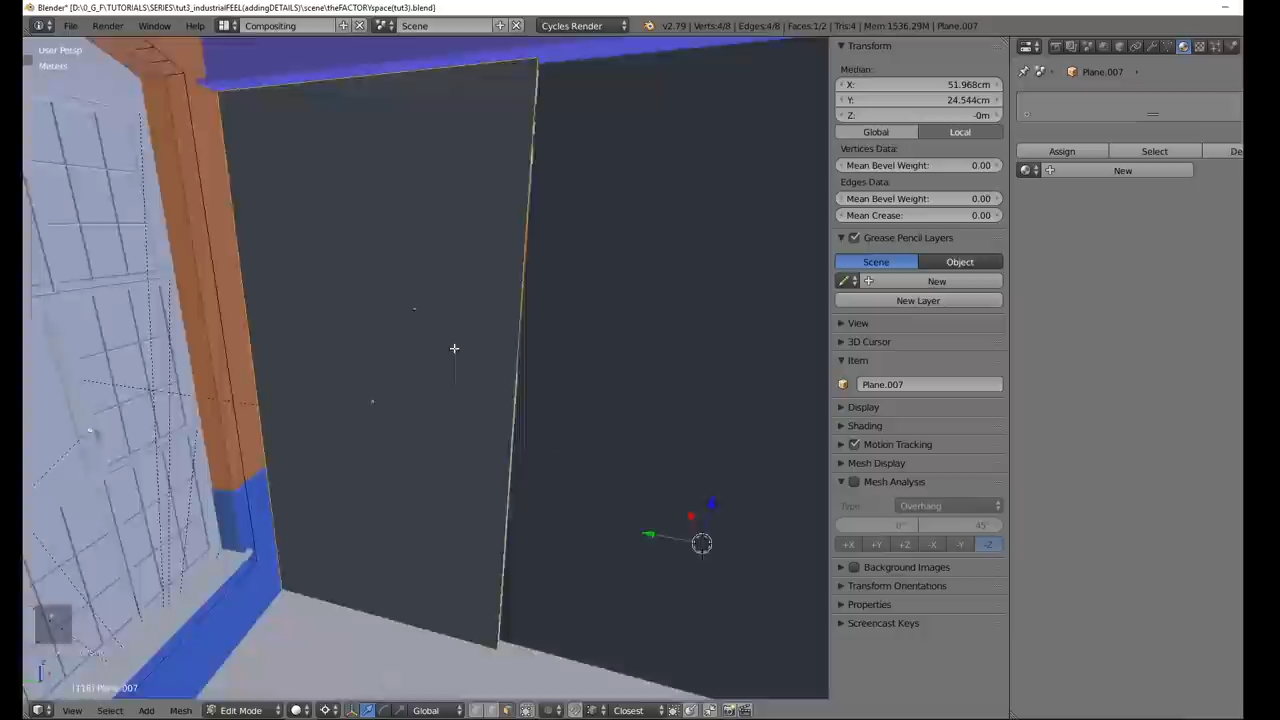 Blender* [D:\0_G_F\TUTORIALS\SERIES\tut3_industrialFEEL(addingDETAILS)\scene\theFACTORYspace(tut3).blend]
File Render Window Help Compositing Scene Cycles Render v2.79 | Verts:4/8 | Edges:4/8 | Faces:1/2 | Tris:4 | Mem:1536.29M | Plane.007
User Persp
Meters
Transform
Median:
X: 51.968cm
Y: 24.544cm
Z: -0m
Global Local
Vertices Data:
Mean Bevel Weight: 0.00
Edges Data:
Mean Bevel Weight: 0.00
Mean Crease: 0.00
Grease Pencil Layers
Scene Object
New
New Layer
View
3D Cursor
Item
Plane.007
Display
Shading
Motion Tracking
Mesh Display
Mesh Analysis
Type: Overhang
0° 45°
+X +Y +Z -X -Y -Z
Background Images
Transform Orientations
Properties
Screencast Keys
Plane.007
Assign Select De
New
(116) Plane.007
View Select Add Mesh Edit Mode Global Closest